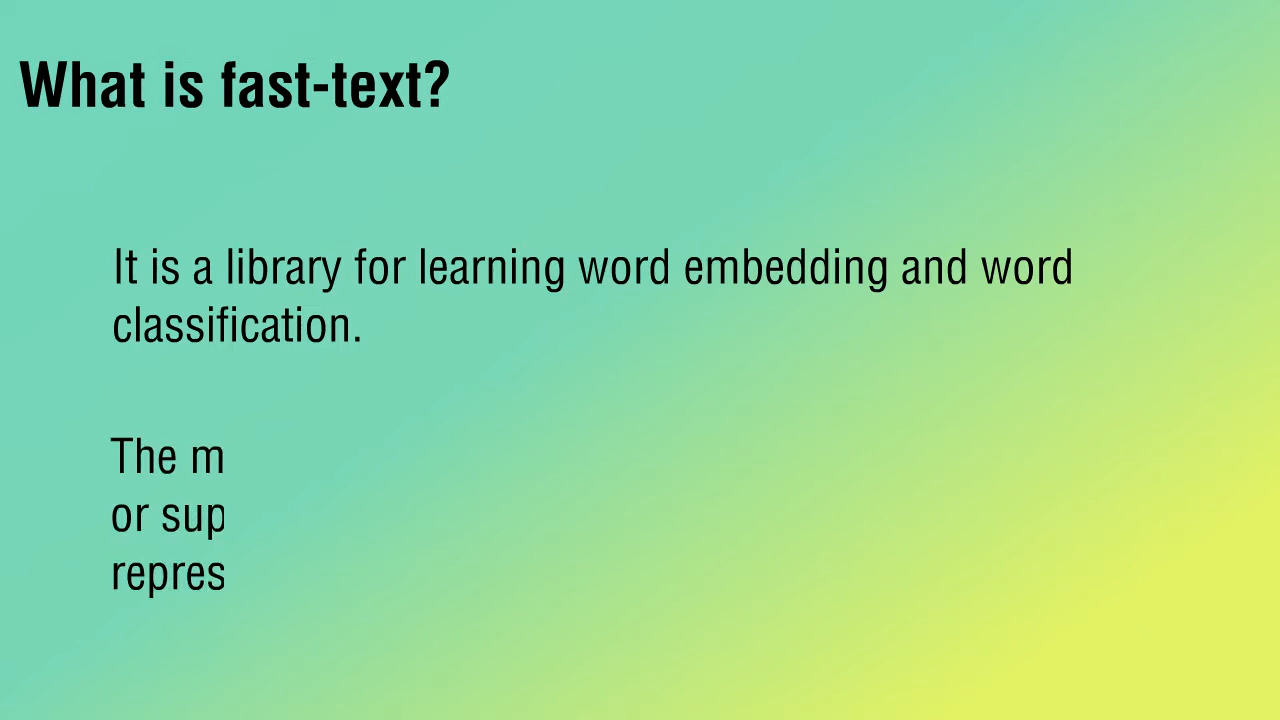 What is fast-text?
It is a library for learning word embedding and word
classification.
The m
or sup
repres